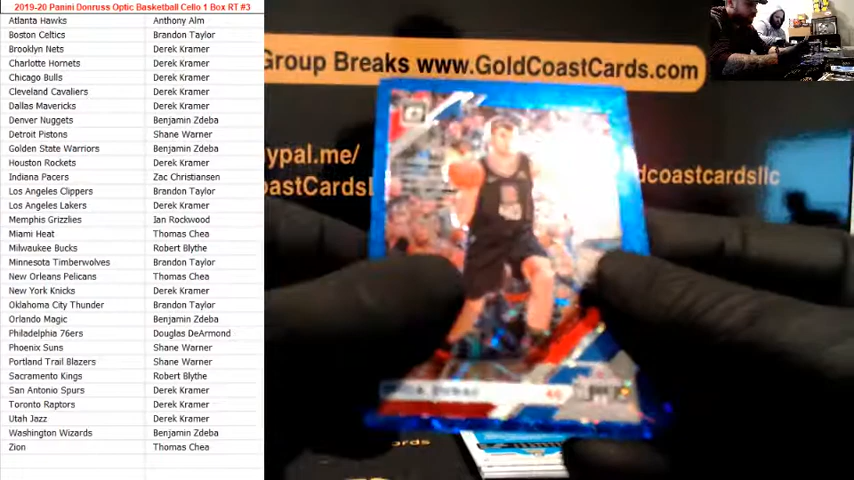 2019-20 Panini Donruss Optic Basketball Cello 1 Box RT #3
Atlanta Hawks Anthony Alm
Boston Celtics Brandon Taylor
Brooklyn Nets Derek Kramer
Charlotte Hornets Derek Kramer
Chicago Bulls Derek Kramer
Cleveland Cavaliers Derek Kramer
Dallas Mavericks Derek Kramer
Denver Nuggets Benjamin Zdeba
Detroit Pistons Shane Warner
Golden State Warriors Benjamin Zdeba
Houston Rockets Derek Kramer
Indiana Pacers Zac Christiansen
Los Angeles Clippers Brandon Taylor
Los Angeles Lakers Derek Kramer
Memphis Grizzlies Ian Rockwood
Miami Heat Thomas Chea
Milwaukee Bucks Robert Blythe
Minnesota Timberwolves Brandon Taylor
New Orleans Pelicans Thomas Chea
New York Knicks Derek Kramer
Oklahoma City Thunder Brandon Taylor
Orlando Magic Benjamin Zdeba
Philadelphia 76ers Douglas DeArmond
Phoenix Suns Shane Warner
Portland Trail Blazers Shane Warner
Sacramento Kings Robert Blythe
San Antonio Spurs Derek Kramer
Toronto Raptors Derek Kramer
Utah Jazz Derek Kramer
Washington Wizards Benjamin Zdeba
Zion Thomas Chea
Group Breaks www.GoldCoastCards.com
ypal.me/
oastCardsl
oldcoastcardsllc
40